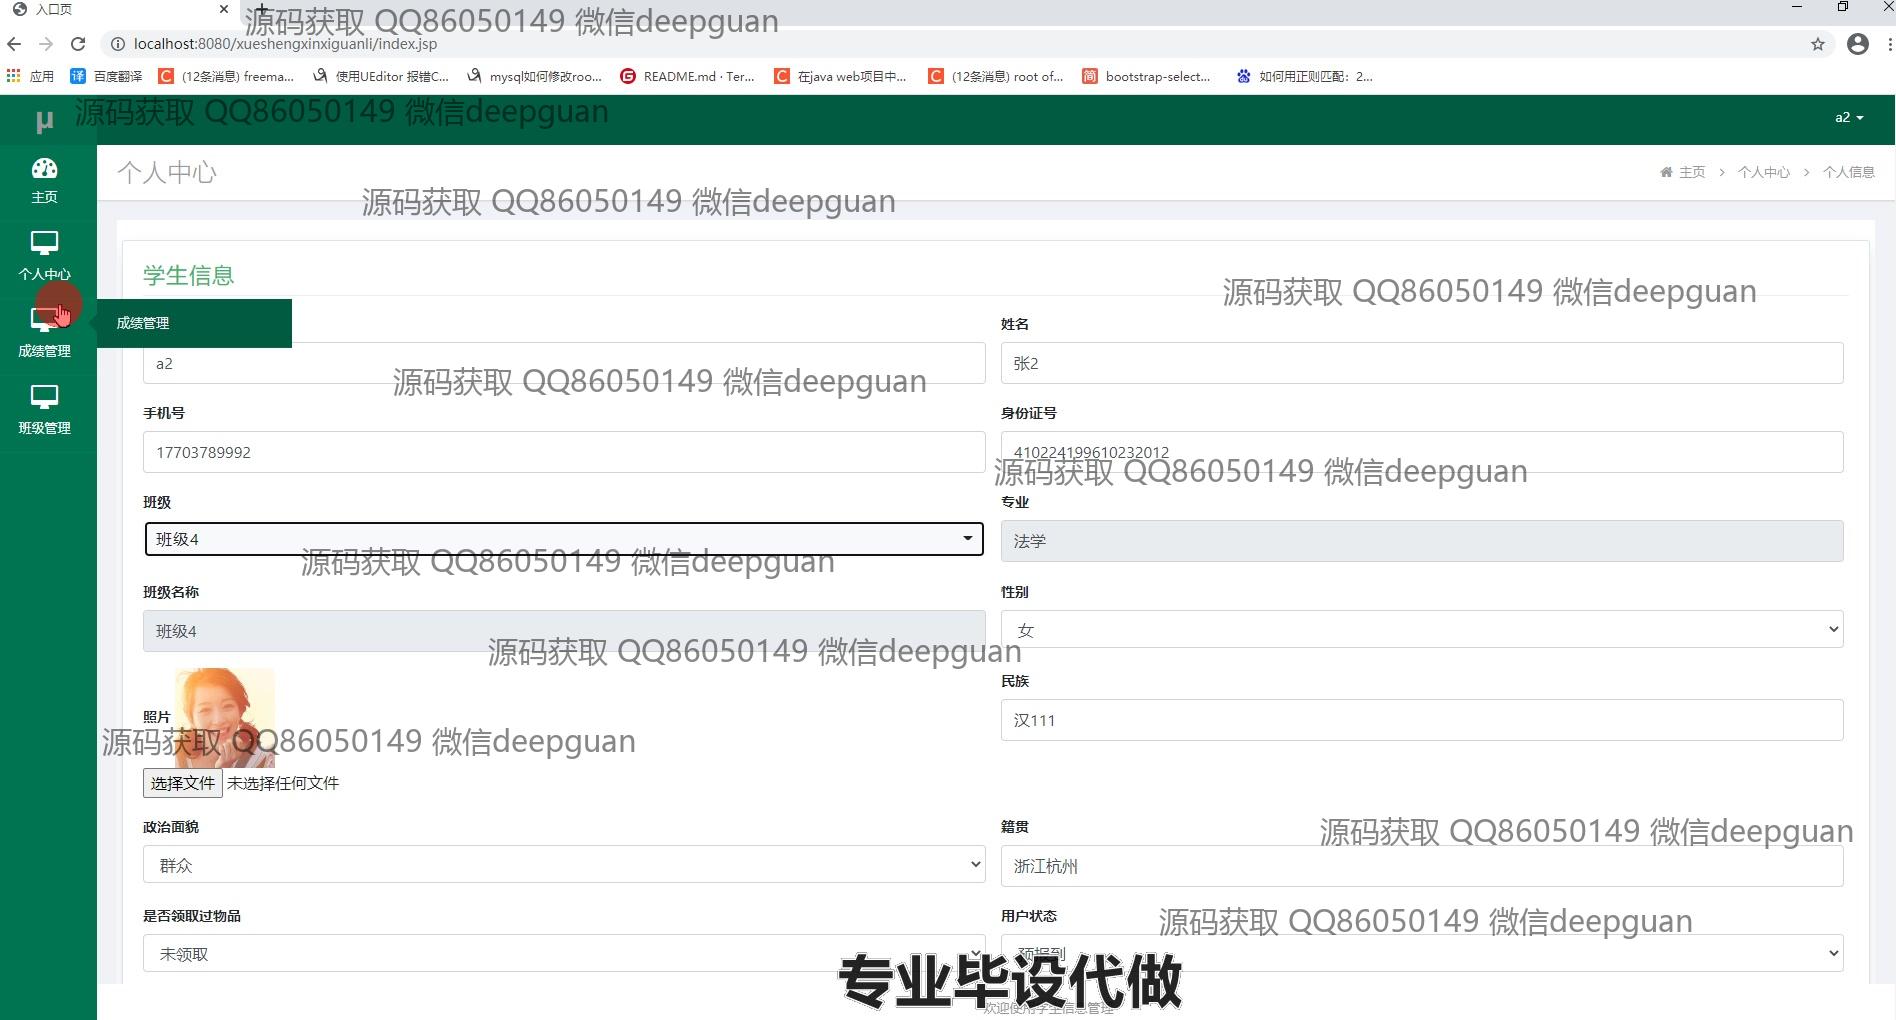 入口页
源码获取 QQ86050149 微信deepguan
localhost:8080/xueshengxinxiguanli/index.jsp
应用 百度翻译 (12条消息) freema... 使用UEditor 报错C... mysql如何修改roo... README.md · Ter... 在java web项目中... (12条消息) root of... bootstrap-select... 如何用正则匹配：2...
μ
源码获取 QQ86050149 微信deepguan
a2
主页
个人中心
主页 > 个人中心 > 个人信息
源码获取 QQ86050149 微信deepguan
个人中心
学生信息
源码获取 QQ86050149 微信deepguan
成绩管理
成绩管理
姓名
a2
张2
源码获取 QQ86050149 微信deepguan
班级管理
手机号
身份证号
17703789992
410224199610232012
源码获取 QQ86050149 微信deepguan
班级
专业
班级4
法学
源码获取 QQ86050149 微信deepguan
班级名称
性别
班级4
女
源码获取 QQ86050149 微信deepguan
民族
照片
汉111
源码获取 QQ86050149 微信deepguan
选择文件 未选择任何文件
政治面貌
籍贯
源码获取 QQ86050149 微信deepguan
群众
浙江杭州
是否领取过物品
用户状态
源码获取 QQ86050149 微信deepguan
未领取
预报到
专业毕设代做
欢迎使用学生信息管理